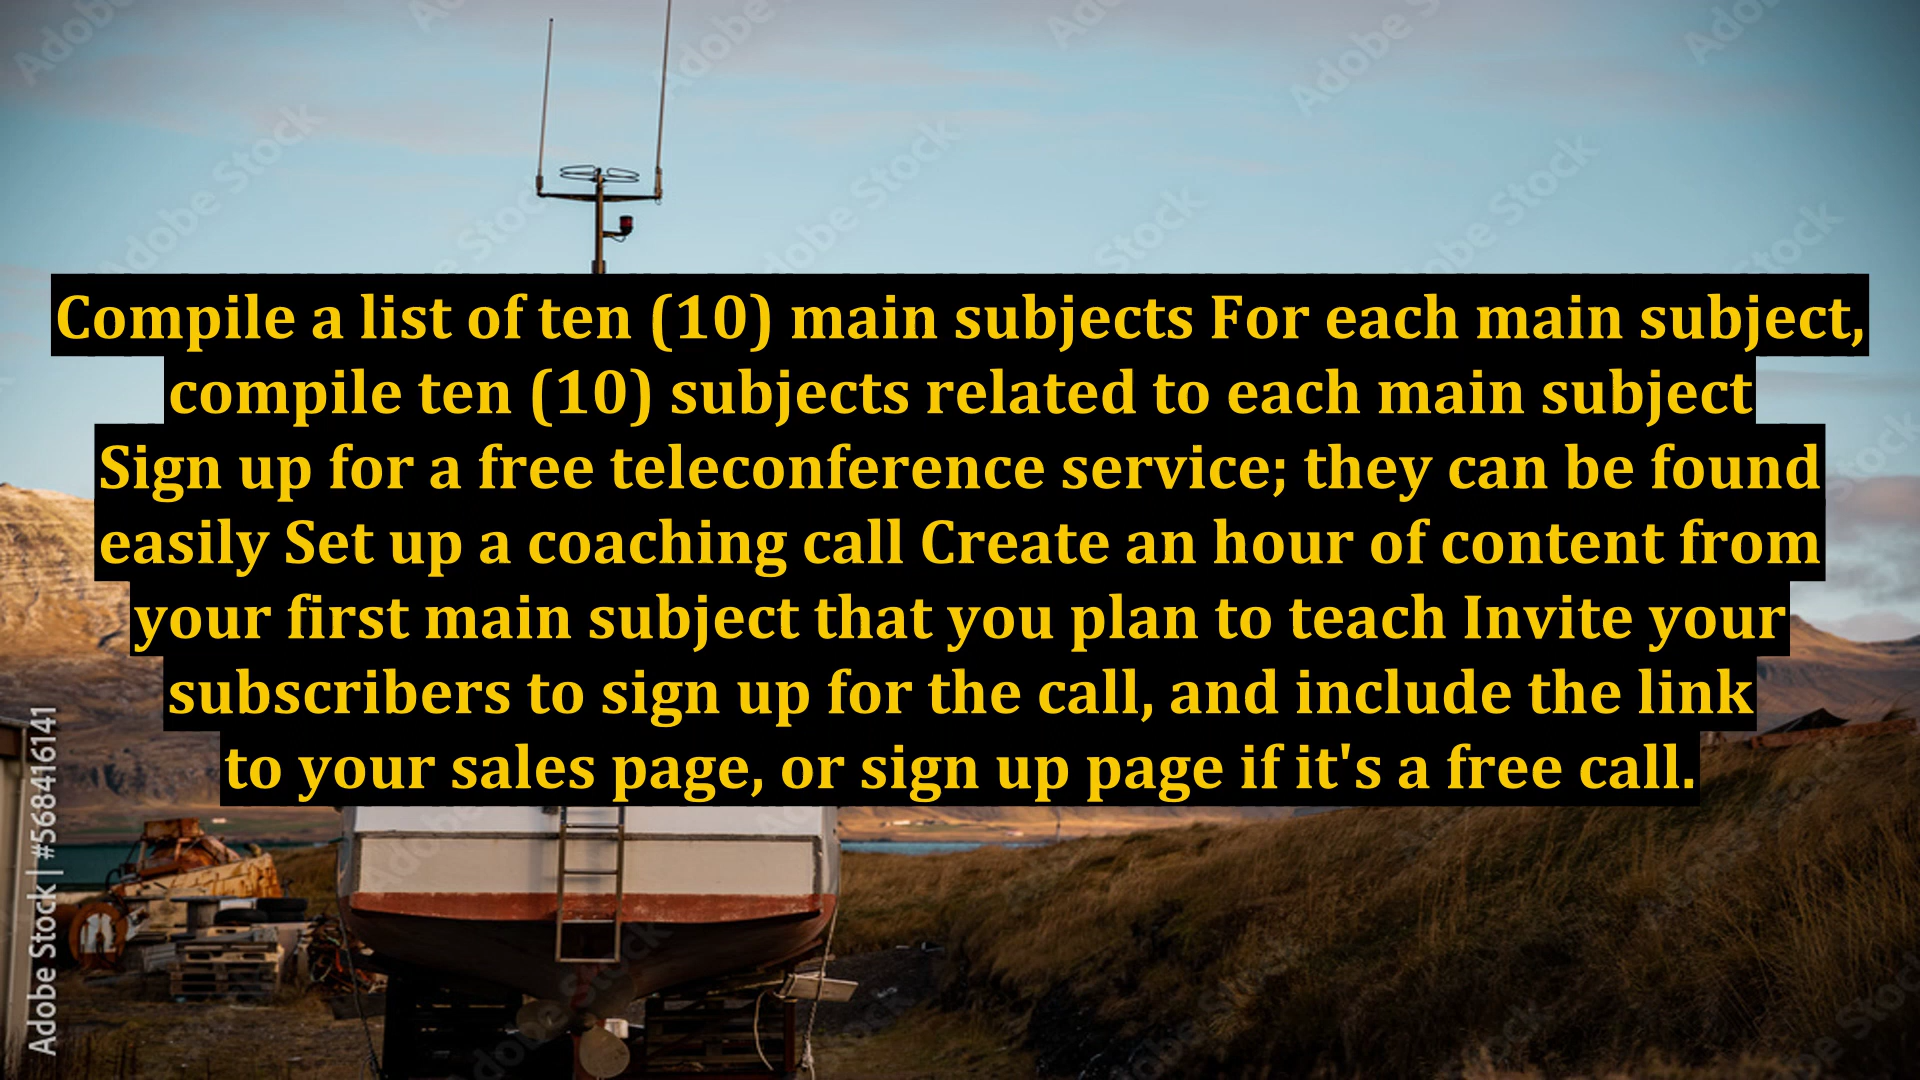 Compile a list of ten (10) main subjects For each main subject,
compile ten (10) subjects related to each main subject
Sign up for a free teleconference service; they can be found
easily Set up a coaching call Create an hour of content from
your first main subject that you plan to teach Invite your
subscribers to sign up for the call, and include the link
to your sales page, or sign up page if it's a free call.
Adobe Stock | #568416141